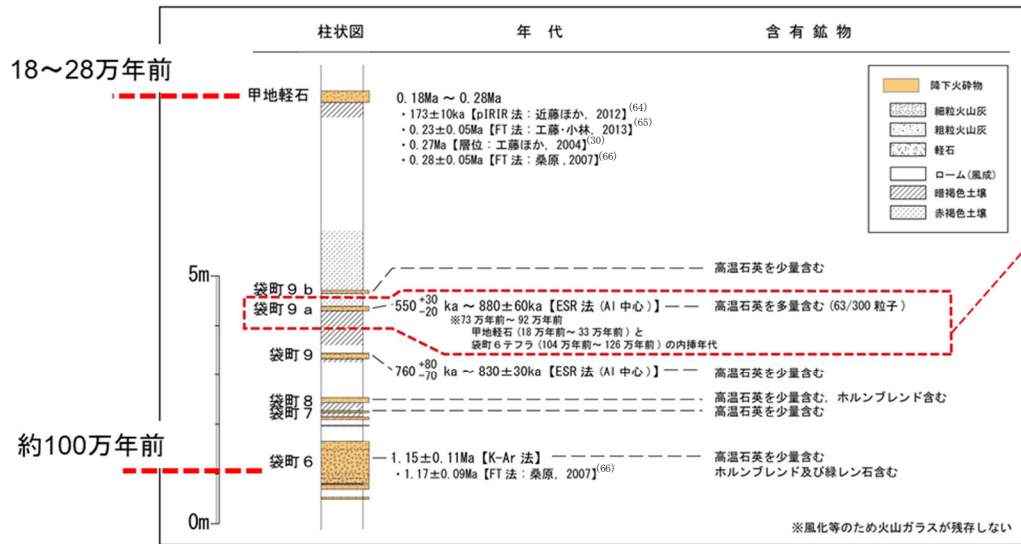 柱状図 年代 含有鉱物
18～28万年前
甲地軽石
0.18Ma ～ 0.28Ma
・173±10ka【pIRIR 法：近藤ほか, 2012】(64)
・0.23±0.05Ma【FT 法：工藤・小林, 2013】(65)
・0.27Ma【層位：工藤ほか, 2004】(30)
・0.28±0.05Ma【FT 法：桑原, 2007】(66)
降下火砕物
細粒火山灰
粗粒火山灰
軽石
ローム(風成)
暗褐色土壌
赤褐色土壌
5m
高温石英を少量含む
袋町９ｂ
袋町９ａ
550 +30 -20 ka ～ 880±60ka【ESR 法 (Al 中心) 】 高温石英を多量含む (63/300 粒子)
※73 万年前～ 92 万年前
甲地軽石 (18 万年前～ 33 万年前) と
袋町６テフラ (104 万年前～ 126 万年前) の内挿年代
袋町９
760 +80 -70 ka ～ 830±30ka【ESR 法 (Al 中心) 】 高温石英を少量含む
袋町８ 高温石英を少量含む, ホルンブレンド含む
袋町７ 高温石英を少量含む
約100万年前
袋町６ 1.15±0.11Ma【K-Ar 法】 高温石英を少量含む
・1.17±0.09Ma【FT 法：桑原, 2007】(66) ホルンブレンド及び緑レン石含む
0m
※風化等のため火山ガラスが残存しない